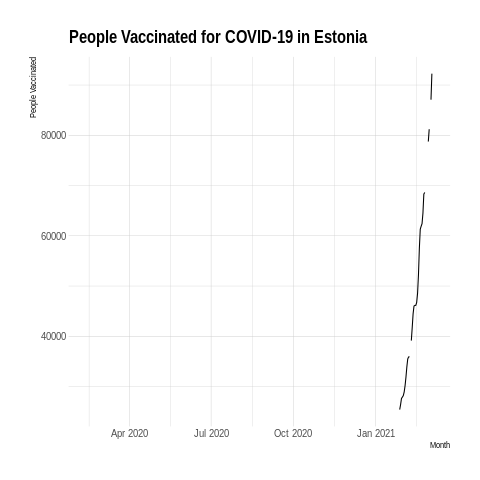 People Vaccinated for COVID-19 in Estonia
People Vaccinated
80000
60000
40000
Apr 2020
Jul 2020
Oct 2020
Jan 2021
Month